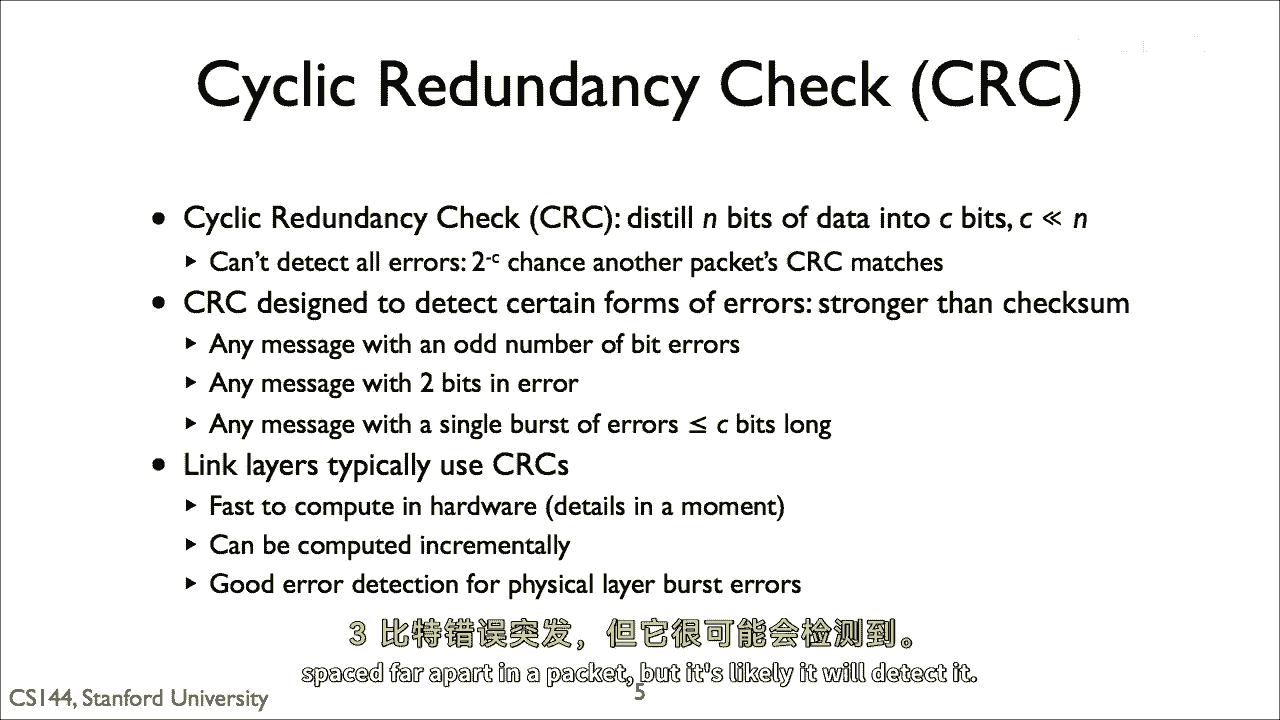 Cyclic Redundancy Check (CRC)
• Cyclic Redundancy Check (CRC): distill n bits of data into c bits, c ≪ n
▸ Can't detect all errors: 2⁻ᶜ chance another packet's CRC matches
• CRC designed to detect certain forms of errors: stronger than checksum
▸ Any message with an odd number of bit errors
▸ Any message with 2 bits in error
▸ Any message with a single burst of errors ≤ c bits long
• Link layers typically use CRCs
▸ Fast to compute in hardware (details in a moment)
▸ Can be computed incrementally
▸ Good error detection for physical layer burst errors
3 比特错误突发，但它很可能会检测到。
spaced far apart in a packet, but it's likely it will detect it.
CS144, Stanford University
5